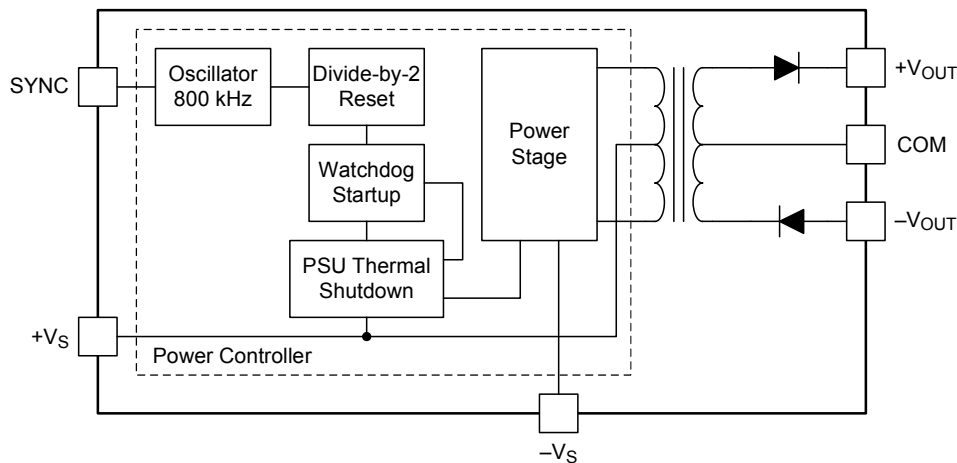 SYNC
Oscillator
800 kHz
Divide-by-2
Reset
Watchdog
Startup
PSU Thermal
Shutdown
Power
Stage
+VOUT
COM
–VOUT
+VS
Power Controller
–VS